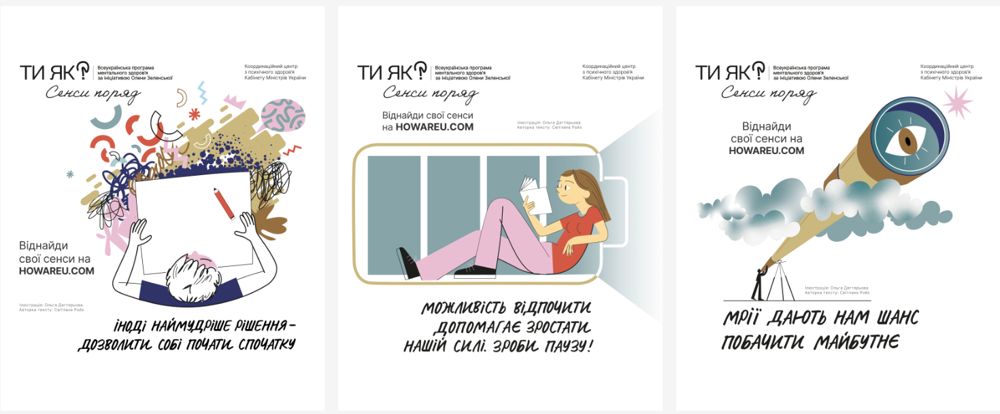 ТИ ЯК?
Всеукраїнська програма
ментального здоров'я
за ініціативою Олени Зеленської
Координаційний центр
з психічного здоров'я
Кабінету Міністрів України
Сенси поряд
Віднайди
свої сенси на
HOWAREU.COM
Ілюстрація: Ольга Дегтярьова
Авторка тексту: Світлана Ройз
ІНОДІ НАЙМУДРІШЕ РІШЕННЯ –
ДОЗВОЛИТИ СОБІ ПОЧАТИ СПОЧАТКУ
ТИ ЯК?
Всеукраїнська програма
ментального здоров'я
за ініціативою Олени Зеленської
Координаційний центр
з психічного здоров'я
Кабінету Міністрів України
Сенси поряд
Віднайди свої сенси
на HOWAREU.COM
Ілюстрація: Ольга Дегтярьова
Авторка тексту: Світлана Ройз
МОЖЛИВІСТЬ ВІДПОЧИТИ
ДОПОМАГАЄ ЗРОСТАТИ
НАШІЙ СИЛІ. ЗРОБИ ПАУЗУ!
ТИ ЯК?
Всеукраїнська програма
ментального здоров'я
за ініціативою Олени Зеленської
Координаційний центр
з психічного здоров'я
Кабінету Міністрів України
Сенси поряд
Віднайди
свої сенси на
HOWAREU.COM
Ілюстрація: Ольга Дегтярьова
Авторка тексту: Світлана Ройз
МРІЇ ДАЮТЬ НАМ ШАНС
ПОБАЧИТИ МАЙБУТНЄ